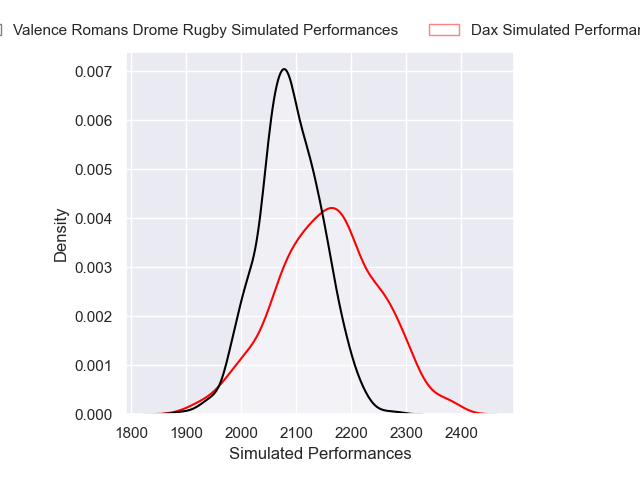 Valence Romans Drome Rugby Simulated Performances
Dax Simulated
0.007
0.006
0.005
0.004
0.003
0.002
0.001
0.000
Density
1800 1900 2000 2100 2200 2300 2400
Simulated Performances